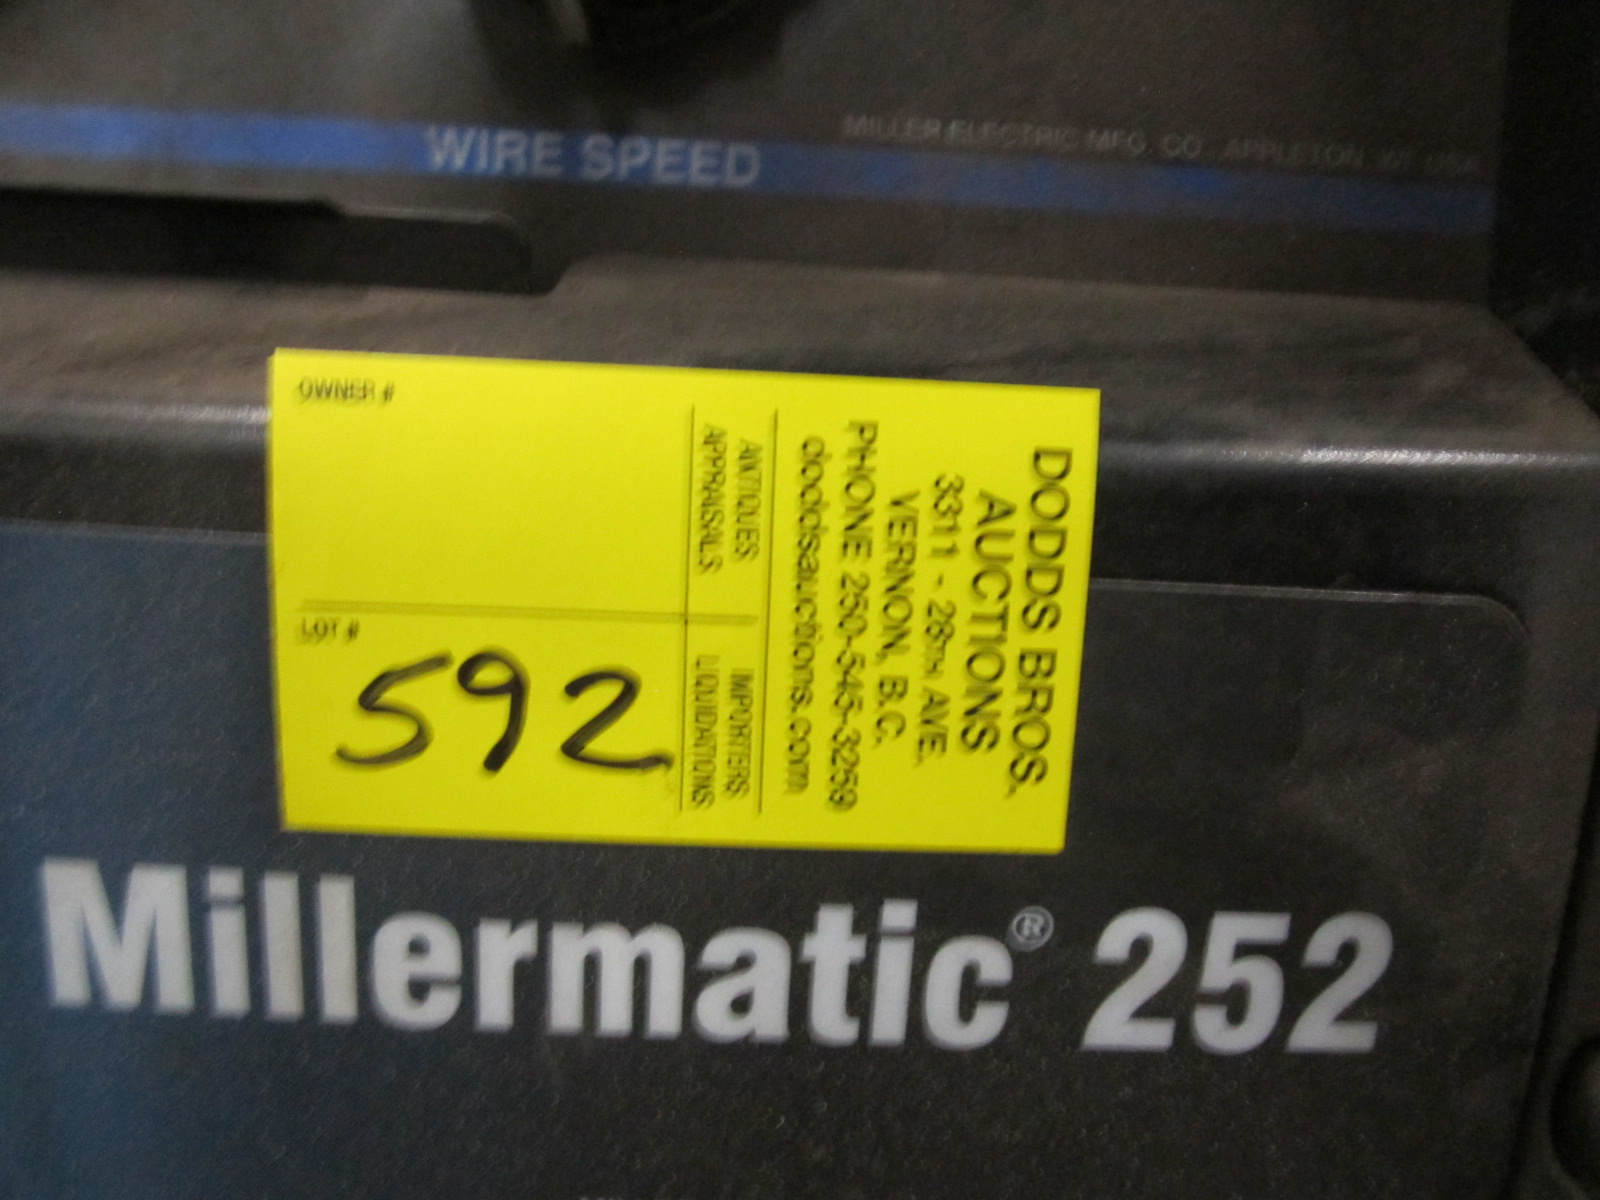 WIRE SPEED
MILLER ELECTRIC MFG. CO. APPLETON, WI USA
OWNER #
LOT #
592
ANTIQUES
APPRAISALS
IMPORTERS
LIQUIDATIONS
DODDS BROS.
AUCTIONS
3311 - 28TH AVE.
VERNON, B.C.
PHONE 250-545-3259
doddsauctions.com
Millermatic® 252